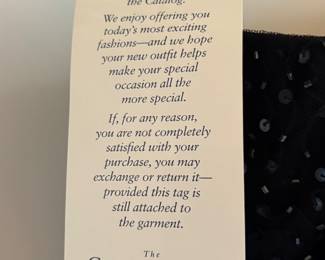 the Catalog.
We enjoy offering you
today's most exciting
fashions—and we hope
your new outfit helps
make your special
occasion all the
more special.
If, for any reason,
you are not completely
satisfied with your
purchase, you may
exchange or return it—
provided this tag is
still attached to
the garment.
The